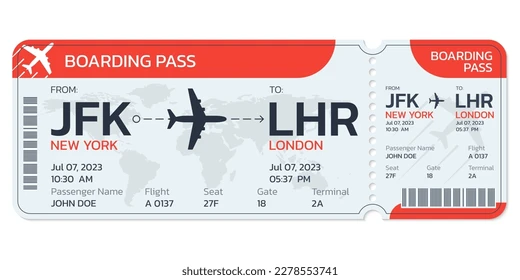 BOARDING PASS
FROM: TO:
JFK LHR
NEW YORK LONDON
Jul 07, 2023 Jul 07, 2023
10:30 AM 05:37 PM
Passenger Name Flight Seat Gate Terminal
JOHN DOE A 0137 27F 18 2A
BOARDING
PASS
FROM: TO:
JFK LHR
NEW YORK LONDON
Jul 07, 2023 Jul 07, 2023
10:30 AM 05:37 PM
Passenger Name Flight
JOHN DOE A 0137
Seat Gate Terminal
27F 18 2A
shutterstock.com · 2278553741